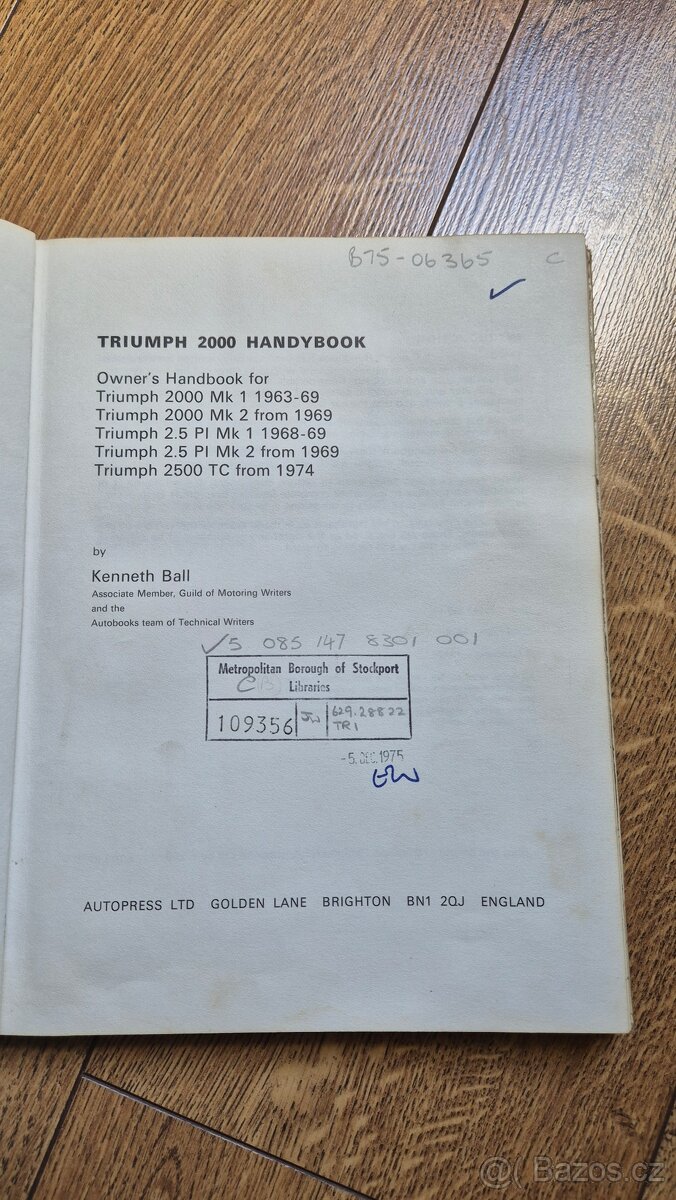 B75-06365 C
TRIUMPH 2000 HANDYBOOK
Owner's Handbook for
Triumph 2000 Mk 1 1963-69
Triumph 2000 Mk 2 from 1969
Triumph 2.5 PI Mk 1 1968-69
Triumph 2.5 PI Mk 2 from 1969
Triumph 2500 TC from 1974
by
Kenneth Ball
Associate Member, Guild of Motoring Writers
and the
Autobooks team of Technical Writers
5 085 147 8301 001
Metropolitan Borough of Stockport
Libraries
109356 JW 629.28822
TRI
-5. DEC. 1975
EW
AUTOPRESS LTD GOLDEN LANE BRIGHTON BN1 2QJ ENGLAND
@ Bazos.cz